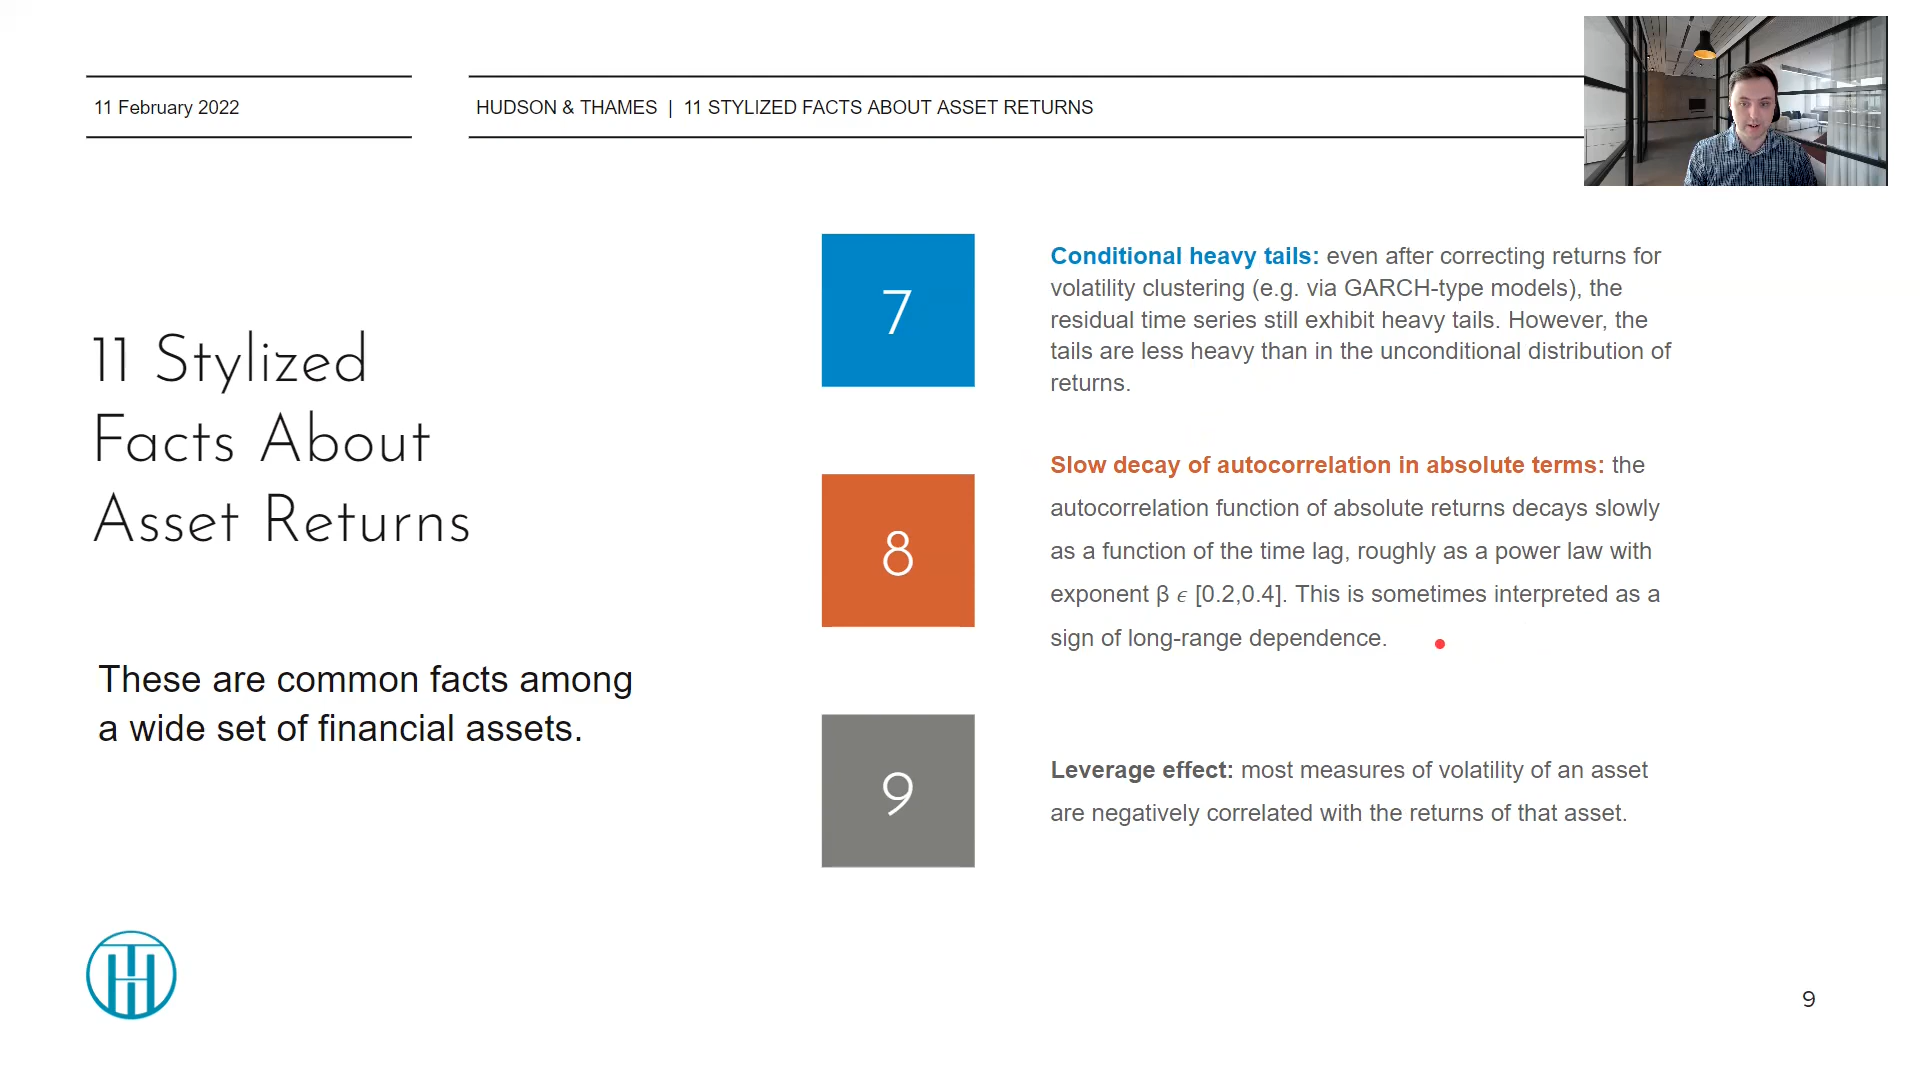 11 February 2022
HUDSON & THAMES | 11 STYLIZED FACTS ABOUT ASSET RETURNS
11 Stylized
Facts About
Asset Returns
These are common facts among
a wide set of financial assets.
7
Conditional heavy tails: even after correcting returns for
volatility clustering (e.g. via GARCH-type models), the
residual time series still exhibit heavy tails. However, the
tails are less heavy than in the unconditional distribution of
returns.
8
Slow decay of autocorrelation in absolute terms: the
autocorrelation function of absolute returns decays slowly
as a function of the time lag, roughly as a power law with
exponent β ϵ [0.2,0.4]. This is sometimes interpreted as a
sign of long-range dependence.
9
Leverage effect: most measures of volatility of an asset
are negatively correlated with the returns of that asset.
9